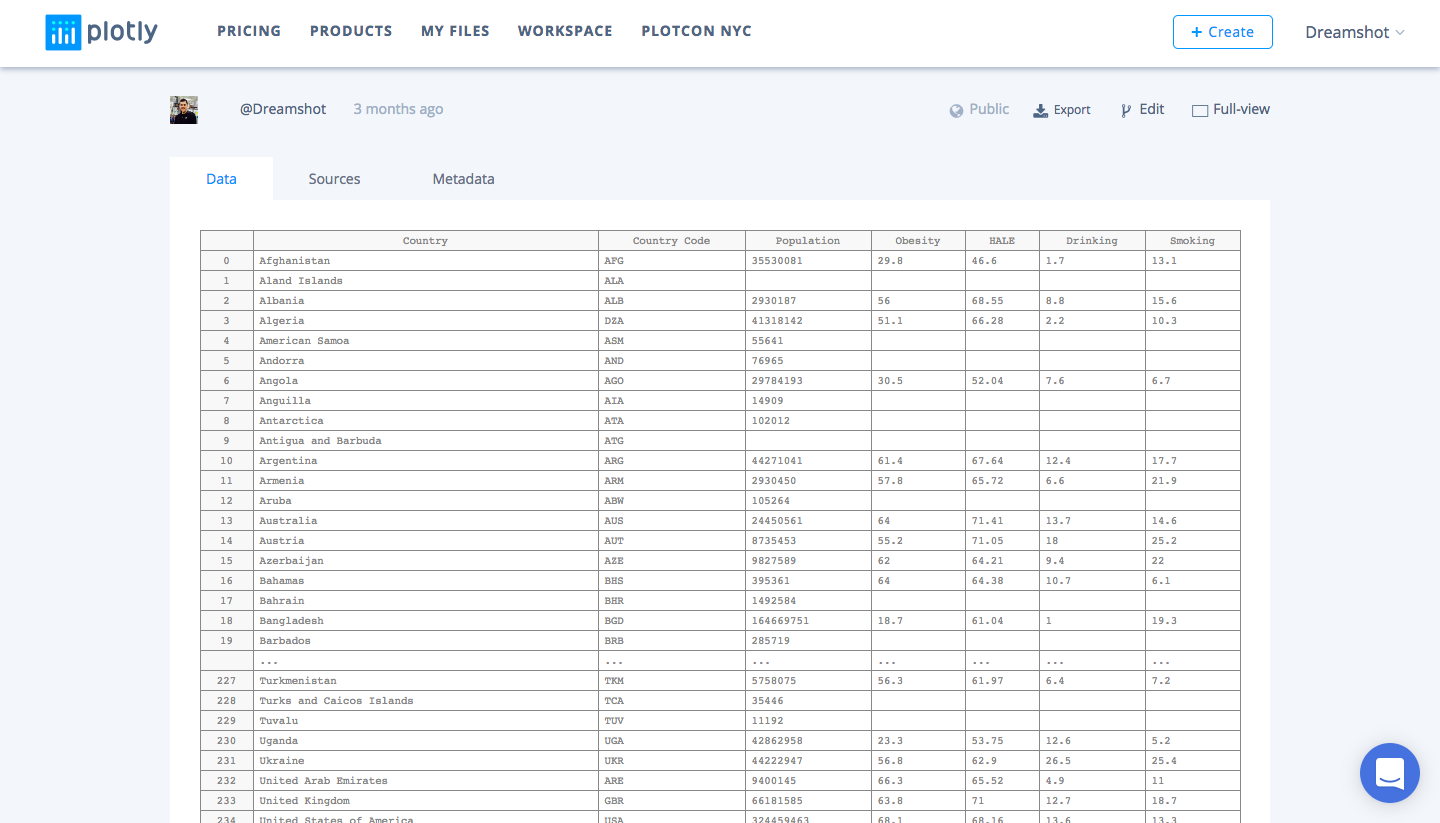 plotly PRICING PRODUCTS MY FILES WORKSPACE PLOTCON NYC + Create Dreamshot
@Dreamshot 3 months ago Public Export Edit Full-view
Data Sources Metadata
Country Country Code Population Obesity HALE Drinking Smoking
0 Afghanistan AFG 35530081 29.8 46.6 1.7 13.1
1 Aland Islands ALA
2 Albania ALB 2930187 56 68.55 8.8 15.6
3 Algeria DZA 41318142 51.1 66.28 2.2 10.3
4 American Samoa ASM 55641
5 Andorra AND 76965
6 Angola AGO 29784193 30.5 52.04 7.6 6.7
7 Anguilla AIA 14909
8 Antarctica ATA 102012
9 Antigua and Barbuda ATG
10 Argentina ARG 44271041 61.4 67.64 12.4 17.7
11 Armenia ARM 2930450 57.8 65.72 6.6 21.9
12 Aruba ABW 105264
13 Australia AUS 24450561 64 71.41 13.7 14.6
14 Austria AUT 8735453 55.2 71.05 18 25.2
15 Azerbaijan AZE 9827589 62 64.21 9.4 22
16 Bahamas BHS 395361 64 64.38 10.7 6.1
17 Bahrain BHR 1492584
18 Bangladesh BGD 164669751 18.7 61.04 1 19.3
19 Barbados BRB 285719
... ... ... ... ... ... ...
227 Turkmenistan TKM 5758075 56.3 61.97 6.4 7.2
228 Turks and Caicos Islands TCA 35446
229 Tuvalu TUV 11192
230 Uganda UGA 42862958 23.3 53.75 12.6 5.2
231 Ukraine UKR 44222947 56.8 62.9 26.5 25.4
232 United Arab Emirates ARE 9400145 66.3 65.52 4.9 11
233 United Kingdom GBR 66181585 63.8 71 12.7 18.7
234 United States of America USA 324459463 68.1 68.16 13.6 13.3